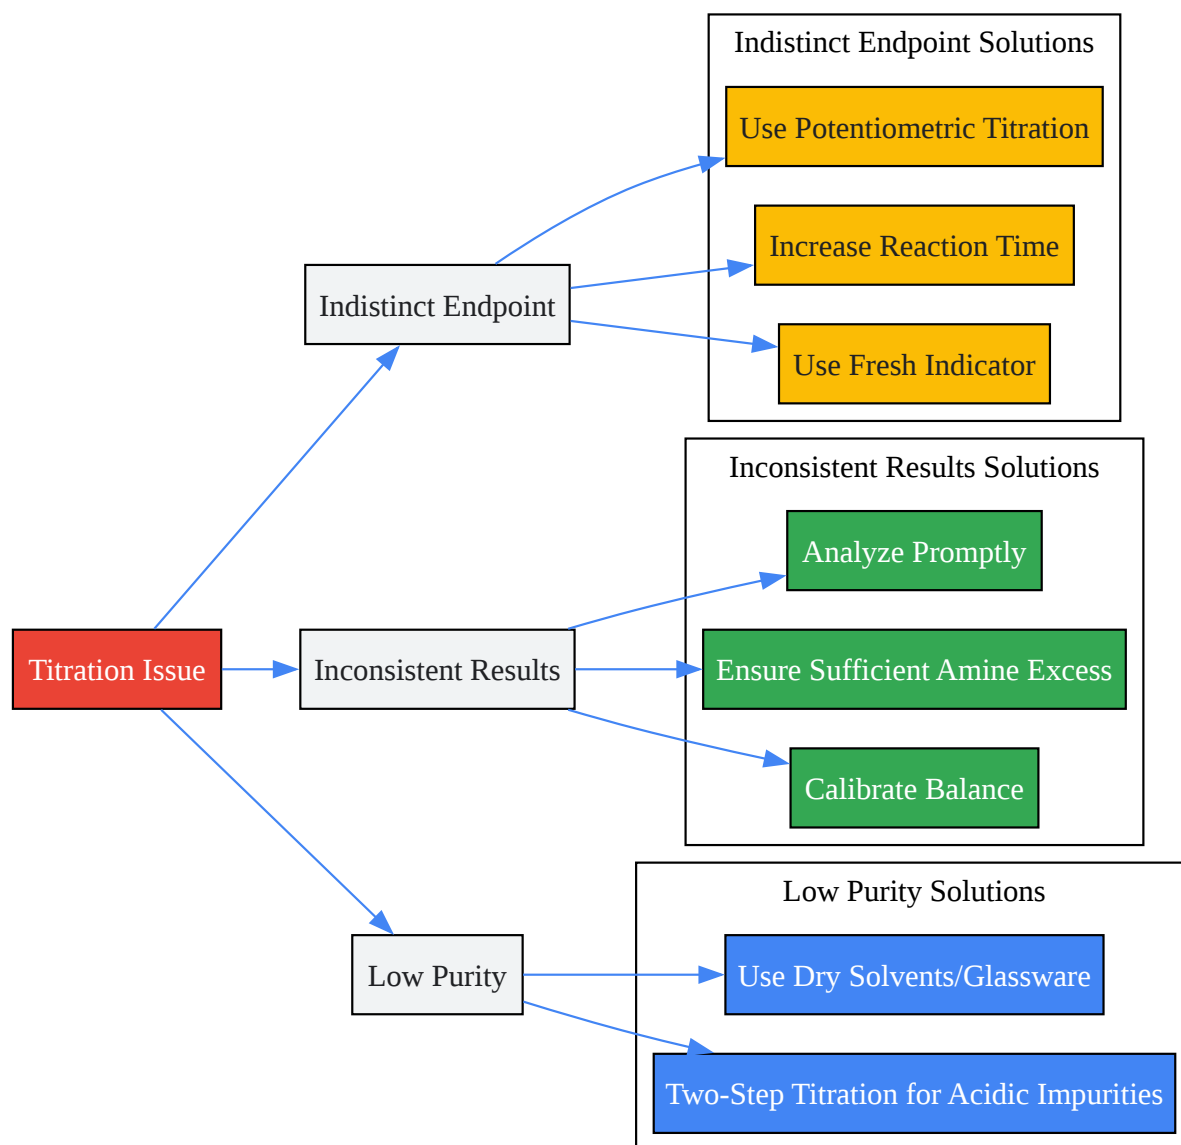 Indistinct Endpoint Solutions
Use Potentiometric Titration
Increase Reaction Time
Indistinct Endpoint
Use Fresh Indicator
Inconsistent Results Solutions
Analyze Promptly
Titration Issue
Inconsistent Results
Ensure Sufficient Amine Excess
Calibrate Balance
Low Purity Solutions
Low Purity
Use Dry Solvents/Glassware
Two-Step Titration for Acidic Impurities